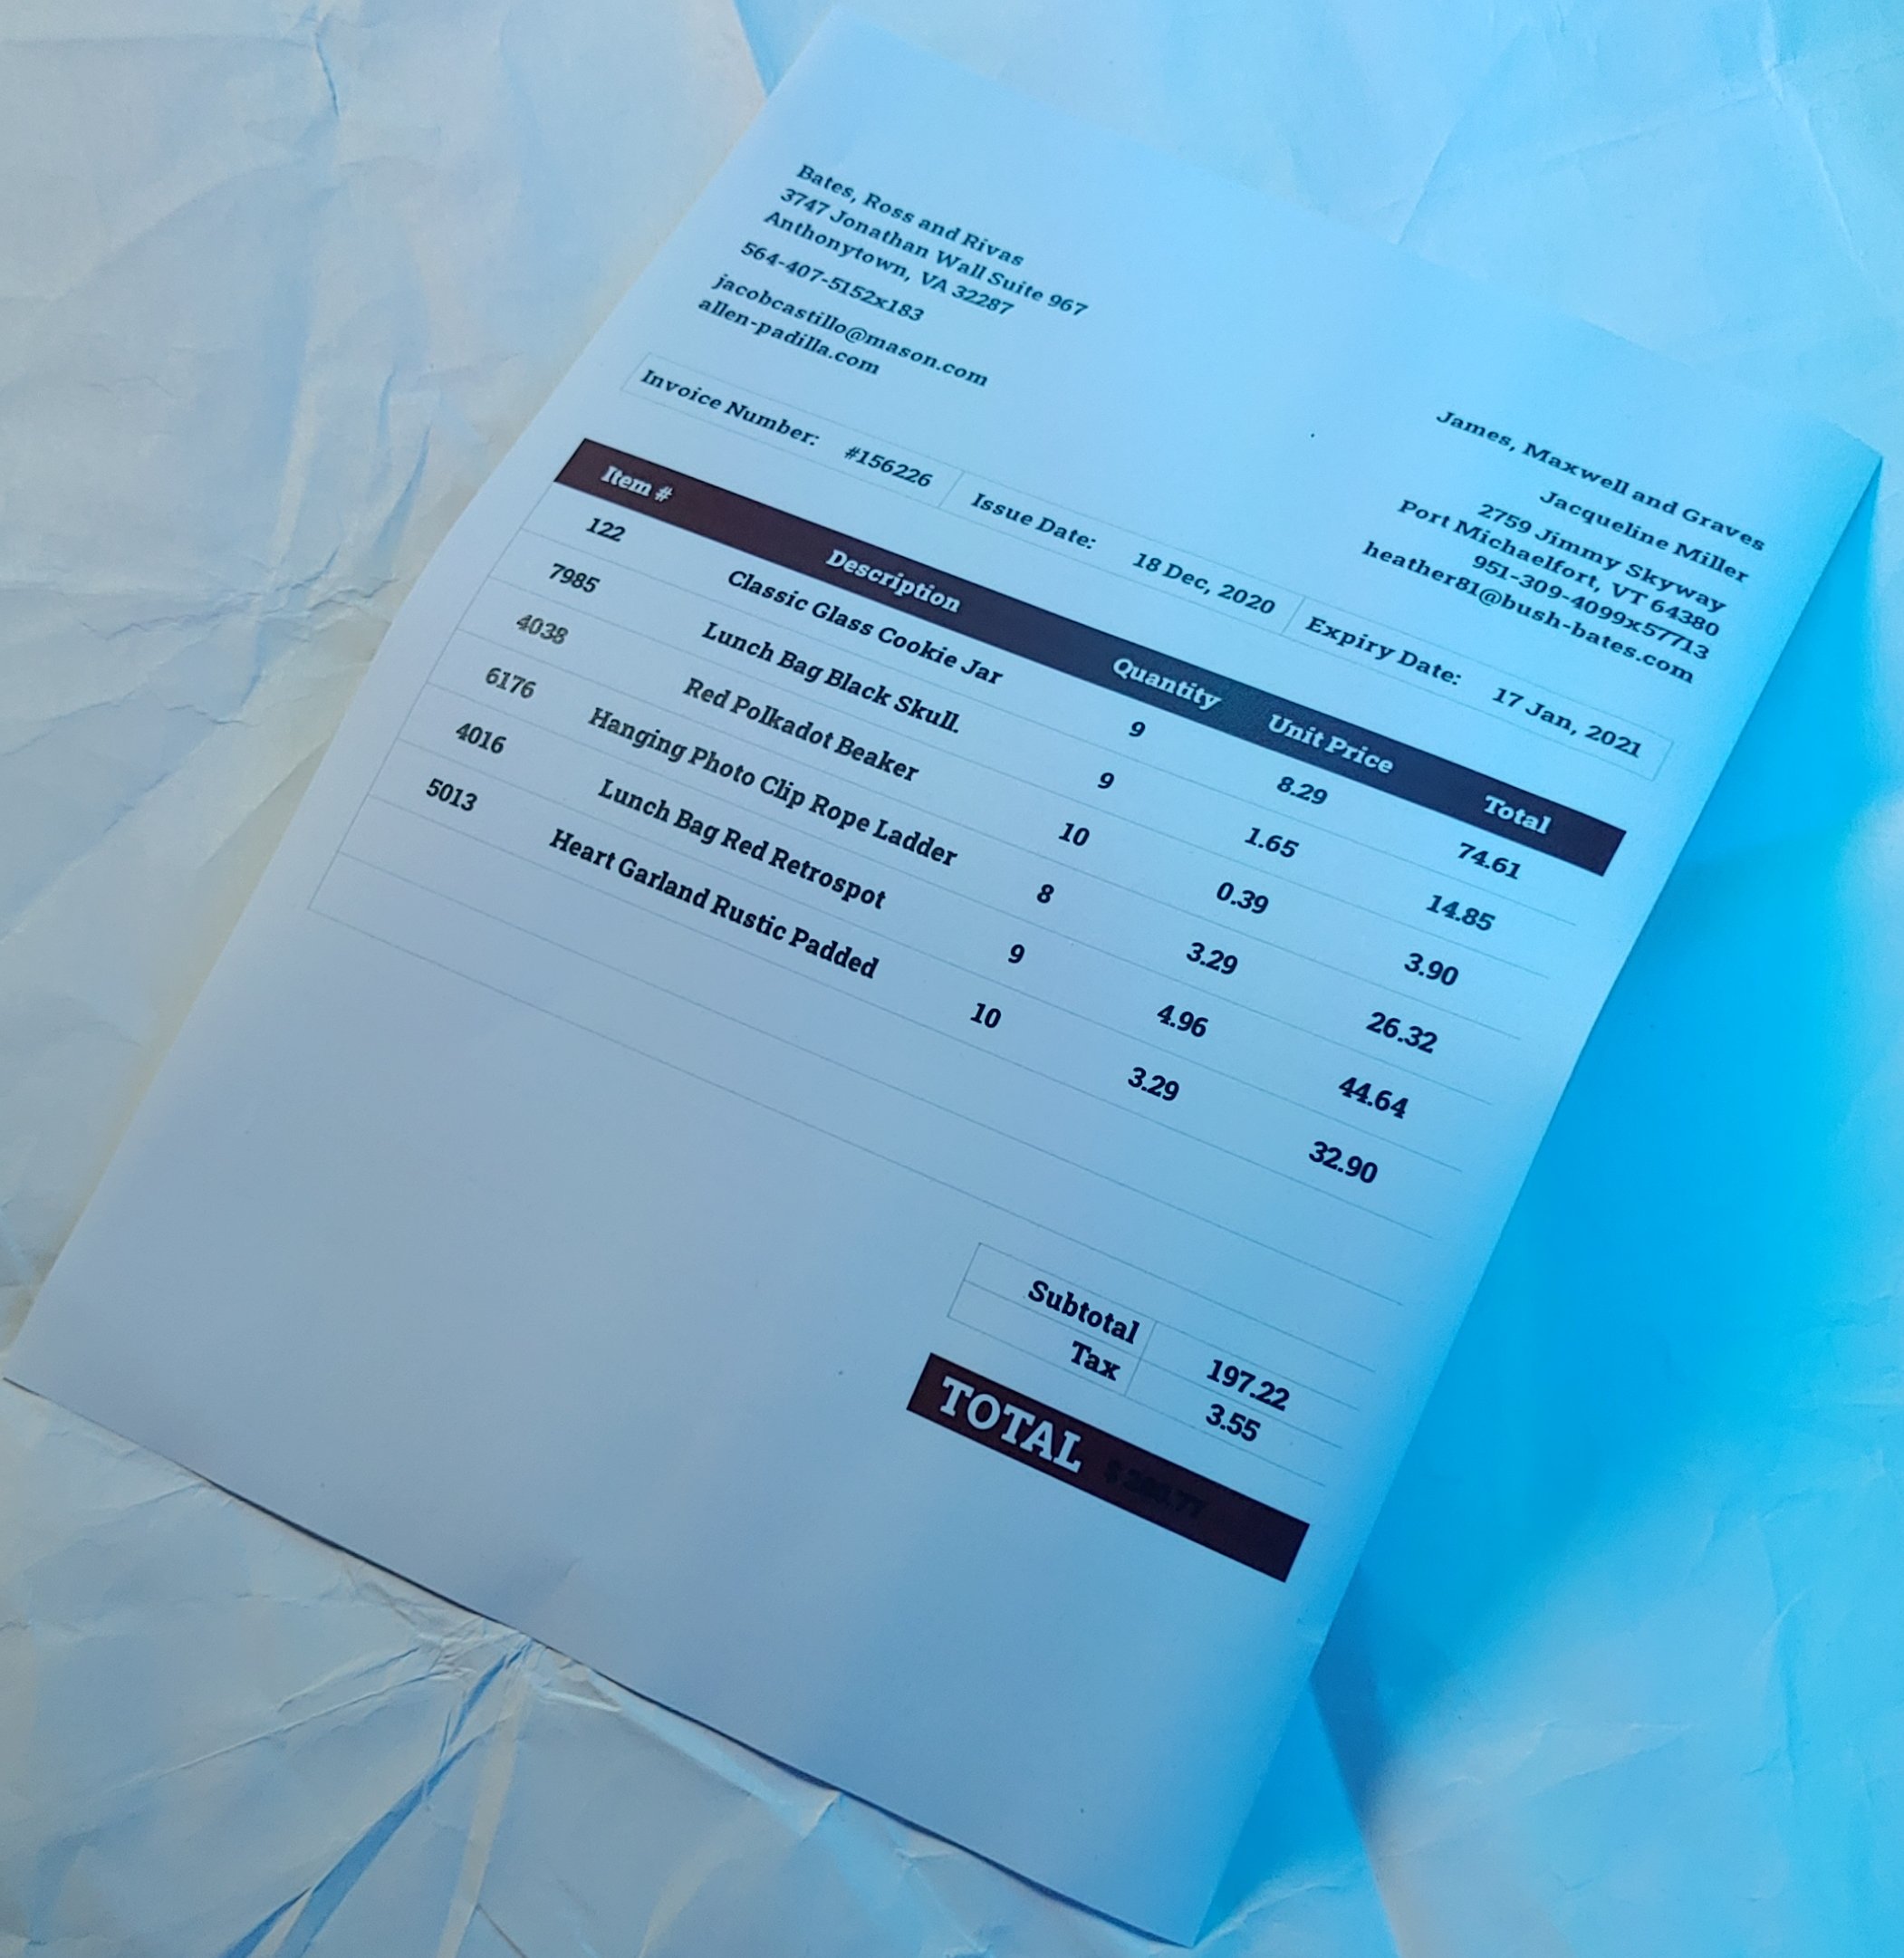 Bates, Ross and Rivas
3747 Jonathan Wall Suite 967
Anthonytown, VA 32287
564-407-5152x183
jacobcastillo@mason.com
allen-padilla.com
James, Maxwell and Graves
Jacqueline Miller
2759 Jimmy Skyway
Port Michaelfort, VT 64380
951-309-4099x57713
heather81@bush-bates.com
Invoice Number: #156226 Issue Date: 18 Dec, 2020 Expiry Date: 17 Jan, 2021
Item # Description Quantity Unit Price Total
122 Classic Glass Cookie Jar 9 8.29 74.61
7985 Lunch Bag Black Skull. 9 1.65 14.85
4038 Red Polkadot Beaker 10 0.39 3.90
6176 Hanging Photo Clip Rope Ladder 8 3.29 26.32
4016 Lunch Bag Red Retrospot 9 4.96 44.64
5013 Heart Garland Rustic Padded 10 3.29 32.90
Subtotal 197.22
Tax 3.55
TOTAL $